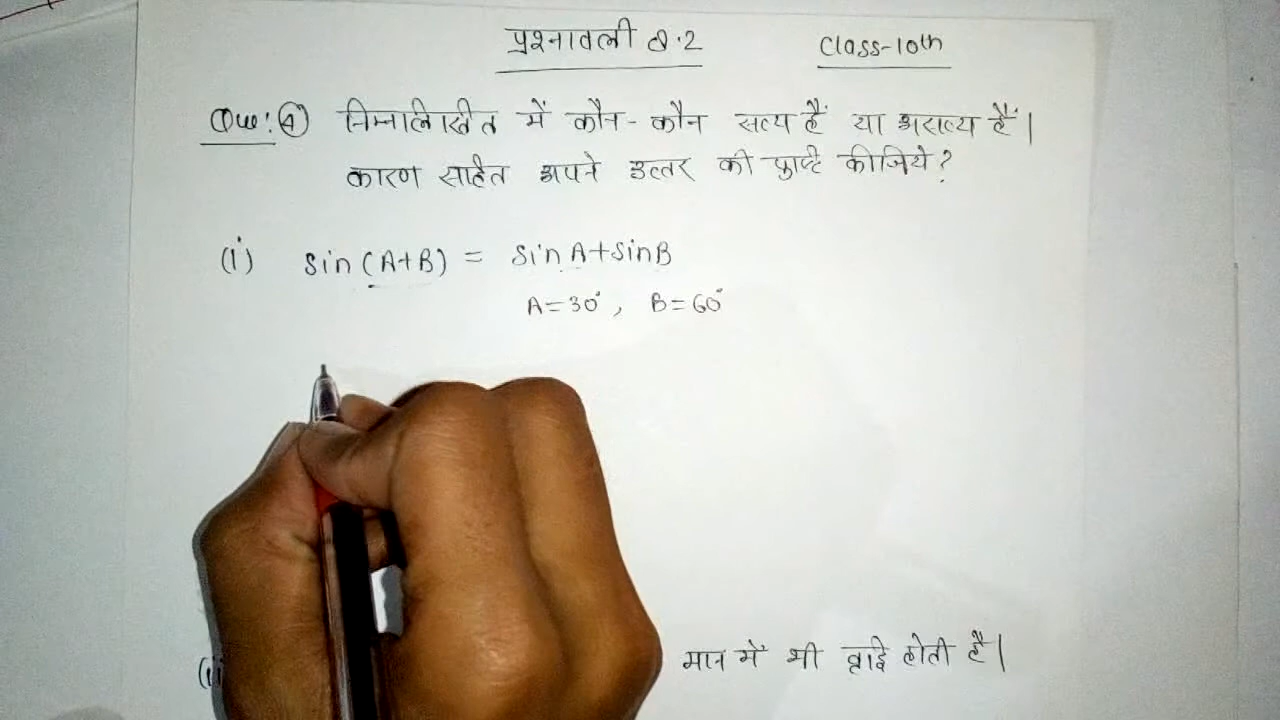 प्रश्नावली 8.2 Class-10th
Que: (4) निम्नलिखीत में कौन-कौन सत्य हैं या असत्य हैं।
कारण सहित अपने उत्तर की पुष्टि कीजिये?
(i) sin(A+B) = sinA+sinB
A=30°, B=60°
मान में भी वृद्दि होती है।